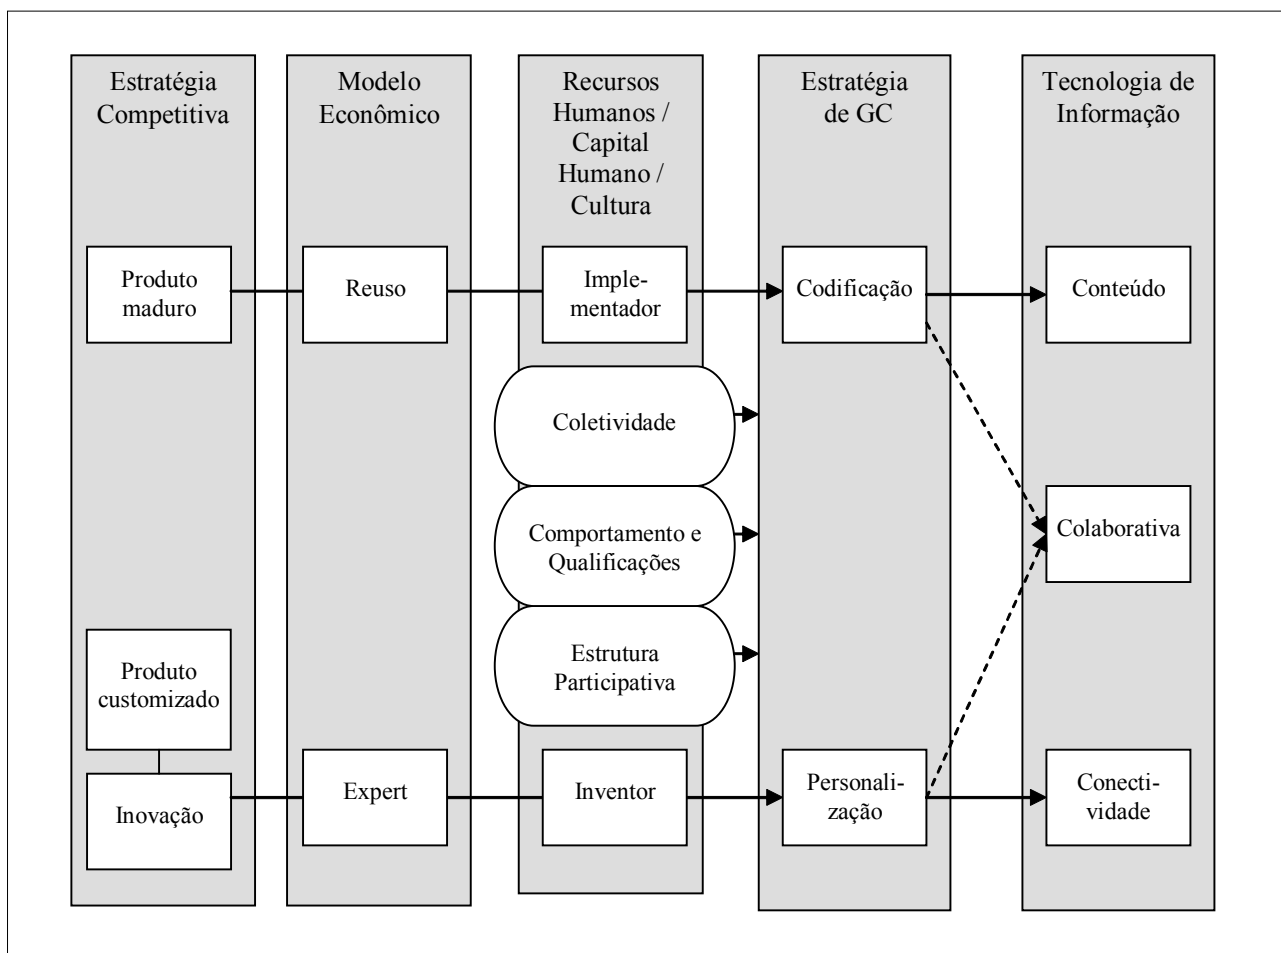 Estratégia
Competitiva
Modelo
Econômico
Recursos
Humanos /
Capital
Humano /
Cultura
Estratégia
de GC
Tecnologia de
Informação
Produto
maduro
Reuso
Imple-
mentador
Codificação
Conteúdo
Coletividade
Comportamento e
Qualificações
Colaborativa
Estrutura
Participativa
Produto
customizado
Inovação
Expert
Inventor
Personali-
zação
Conecti-
vidade